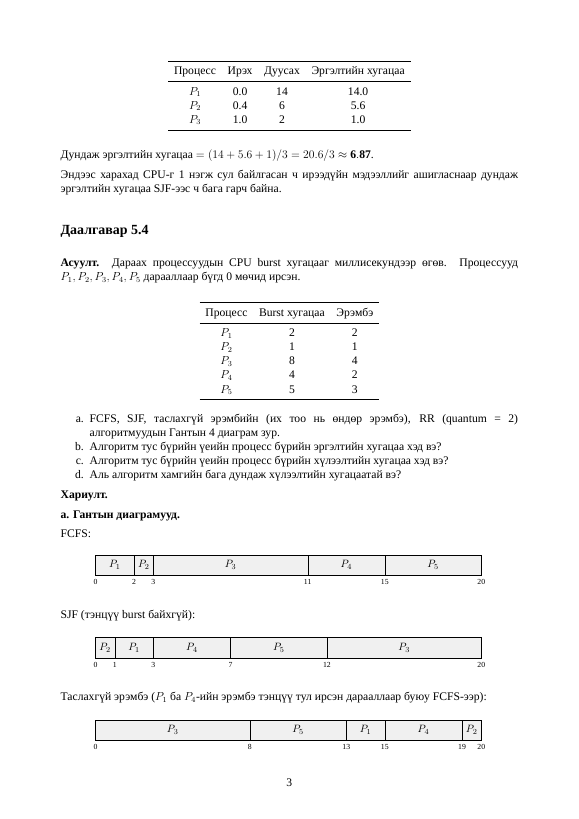 Процесс Ирэх Дуусах Эргэлтийн хугацаа
P₁ 0.0 14 14.0
P₂ 0.4 6 5.6
P₃ 1.0 2 1.0
Дундаж эргэлтийн хугацаа = (14 + 5.6 + 1)/3 = 20.6/3 ≈ 6.87.
Эндээс харахад CPU-г 1 нэгж сул байлгасан ч ирээдүйн мэдээллийг ашигласнаар дундаж
эргэлтийн хугацаа SJF-ээс ч бага гарч байна.
Даалгавар 5.4
Асуулт. Дараах процессуудын CPU burst хугацааг миллисекундээр өгөв. Процессууд
P₁, P₂, P₃, P₄, P₅ дарааллаар бүгд 0 мөчид ирсэн.
Процесс Burst хугацаа Эрэмбэ
P₁ 2 2
P₂ 1 1
P₃ 8 4
P₄ 4 2
P₅ 5 3
a. FCFS, SJF, таслахгүй эрэмбийн (их тоо нь өндөр эрэмбэ), RR (quantum = 2)
алгоритмуудын Гантын 4 диаграм зур.
b. Алгоритм тус бүрийн үеийн процесс бүрийн эргэлтийн хугацаа хэд вэ?
c. Алгоритм тус бүрийн үеийн процесс бүрийн хүлээлтийн хугацаа хэд вэ?
d. Аль алгоритм хамгийн бага дундаж хүлээлтийн хугацаатай вэ?
Хариулт.
a. Гантын диаграмууд.
FCFS:
P₁ P₂ P₃ P₄ P₅
0 2 3 11 15 20
SJF (тэнцүү burst байхгүй):
P₂ P₁ P₄ P₅ P₃
0 1 3 7 12 20
Таслахгүй эрэмбэ (P₁ ба P₄-ийн эрэмбэ тэнцүү тул ирсэн дарааллаар буюу FCFS-ээр):
P₃ P₅ P₁ P₄ P₂
0 8 13 15 19 20
3